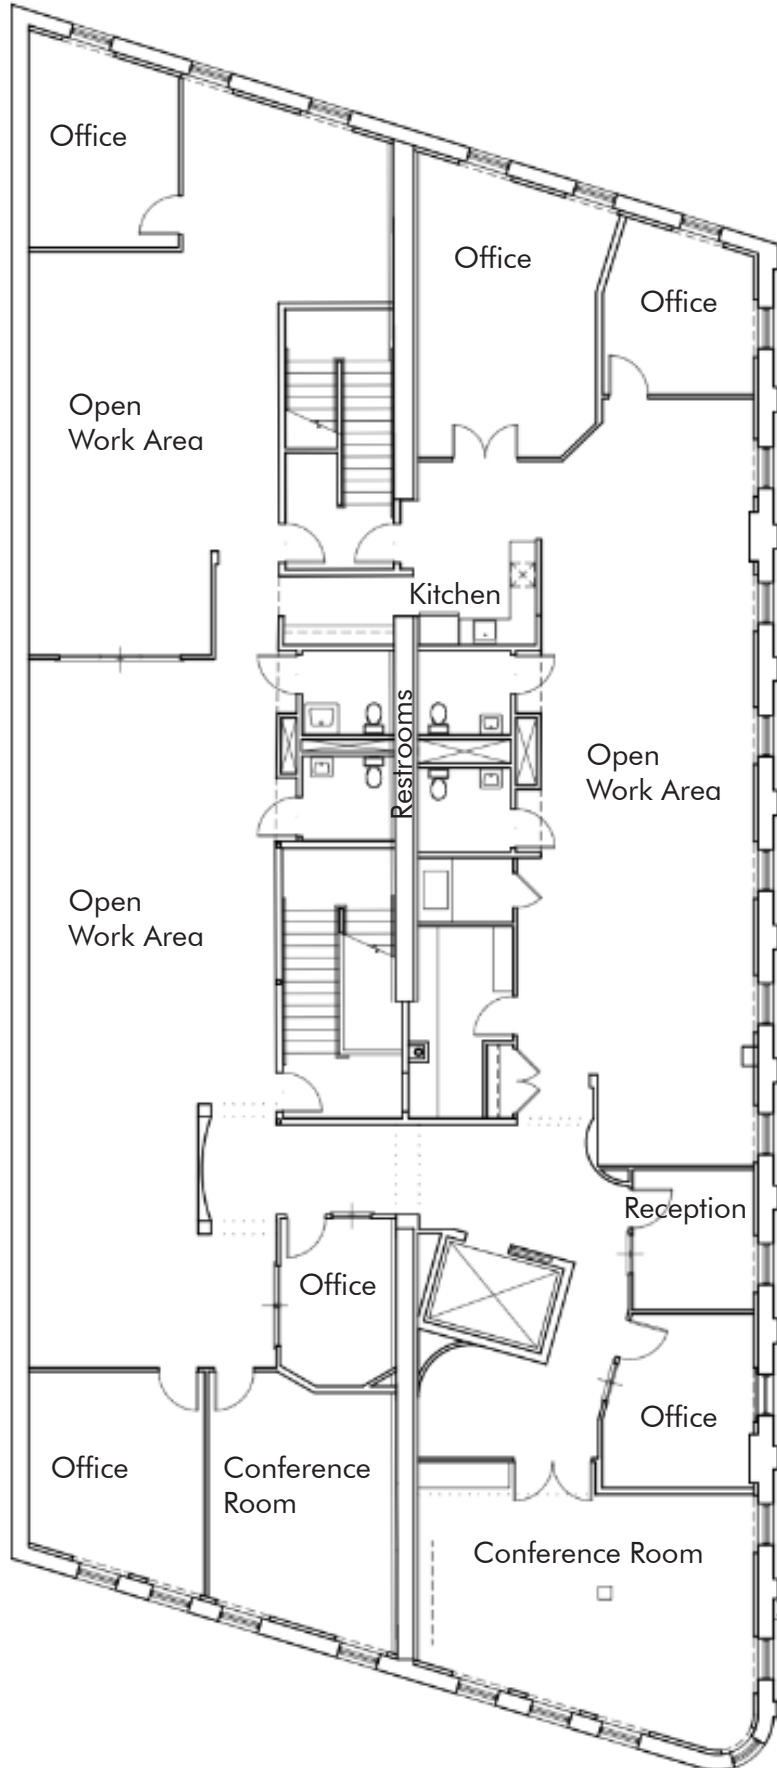 Office
Office
Office
Open
Work Area
Kitchen
Restrooms
Open
Work Area
Open
Work Area
Reception
Office
Office
Office
Conference
Room
Conference Room